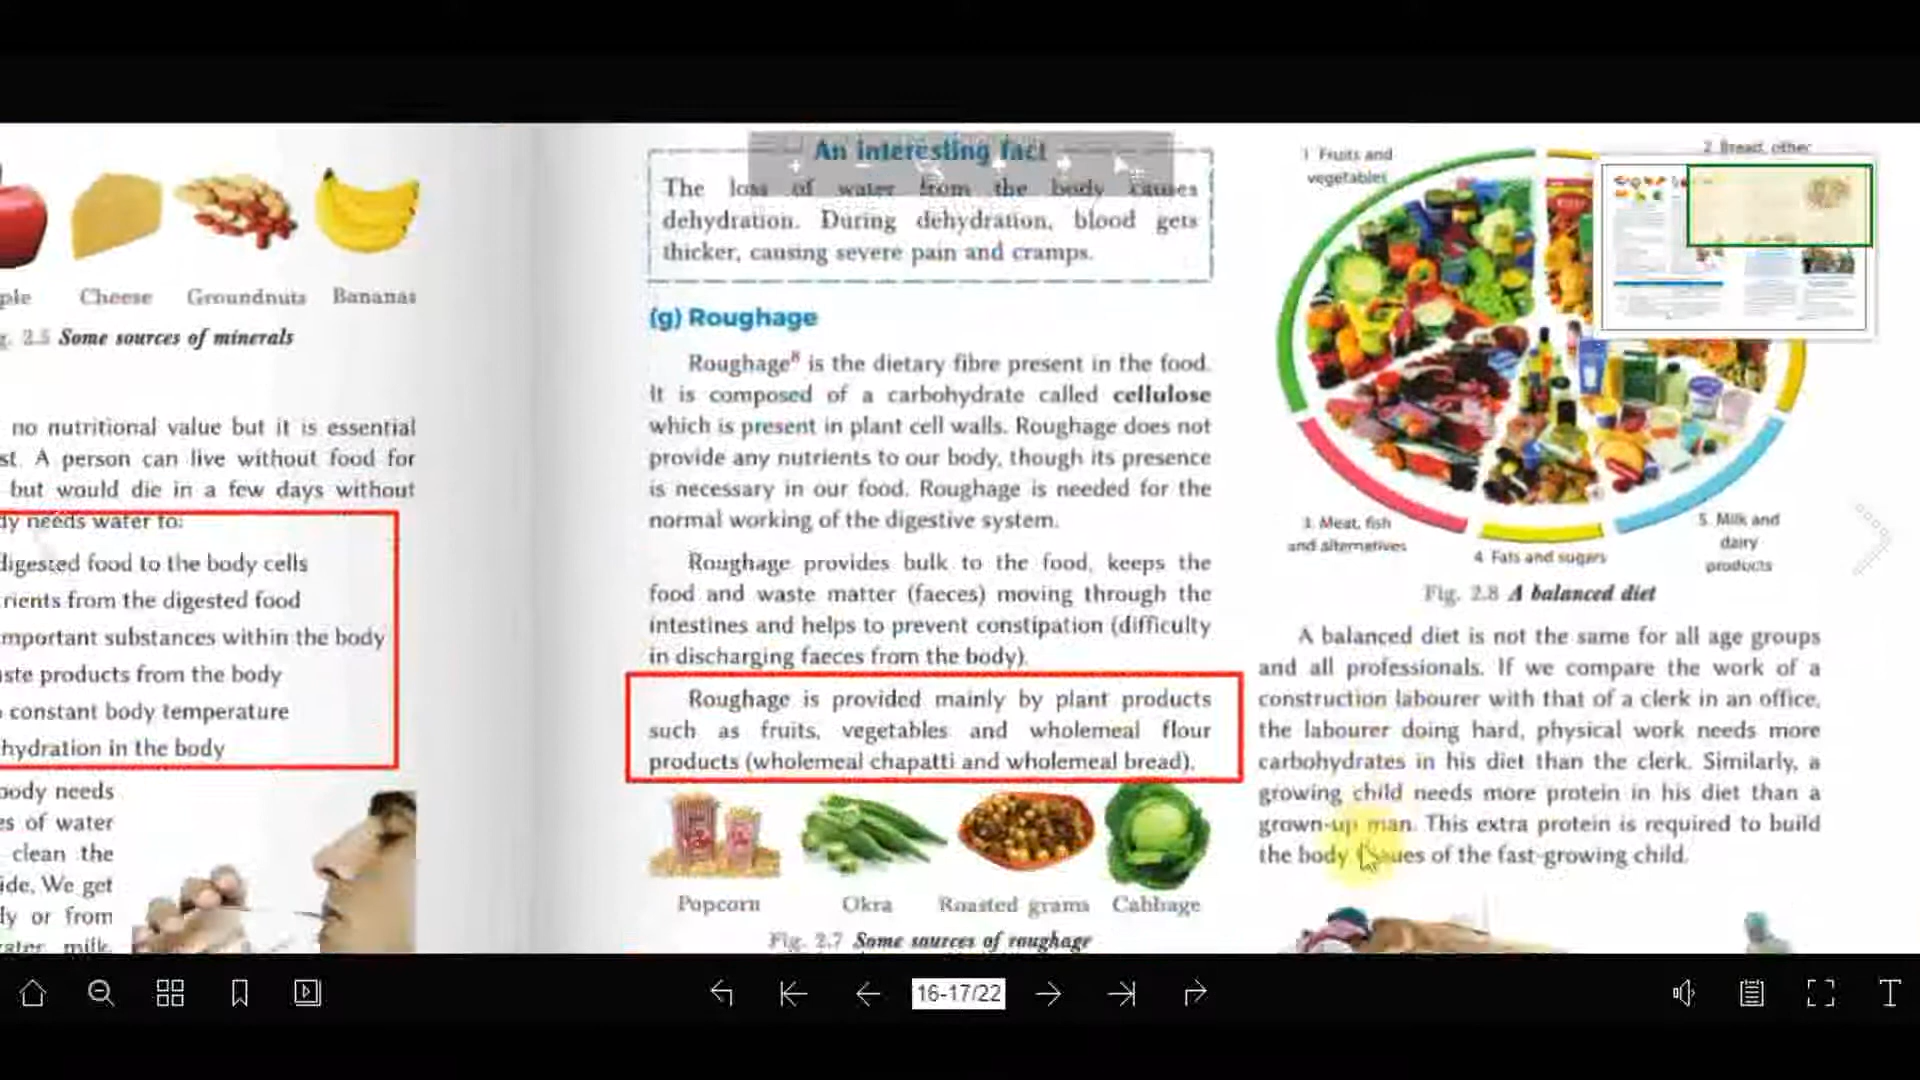 ple Cheese Groundnuts Bananas
2.5 Some sources of minerals
no nutritional value but it is essential
st. A person can live without food for
but would die in a few days without
dy needs water to:
digested food to the body cells
rients from the digested food
mportant substances within the body
ste products from the body
constant body temperature
hydration in the body
body needs
es of water
clean the
ide. We get
ly or from
water, milk,
An interesting fact
The loss of water from the body causes
dehydration. During dehydration, blood gets
thicker, causing severe pain and cramps.
(g) Roughage
Roughage8 is the dietary fibre present in the food.
It is composed of a carbohydrate called cellulose
which is present in plant cell walls. Roughage does not
provide any nutrients to our body, though its presence
is necessary in our food. Roughage is needed for the
normal working of the digestive system.
Roughage provides bulk to the food, keeps the
food and waste matter (faeces) moving through the
intestines and helps to prevent constipation (difficulty
in discharging faeces from the body).
Roughage is provided mainly by plant products
such as fruits, vegetables and wholemeal flour
products (wholemeal chapatti and wholemeal bread).
Popcorn Okra Roasted grams Cabbage
Fig. 2.7 Some sources of roughage
1. Fruits and
vegetables
2. Bread, other
3. Meat, fish
and alternatives
4. Fats and sugars
5. Milk and
dairy
products
Fig. 2.8 A balanced diet
A balanced diet is not the same for all age groups
and all professionals. If we compare the work of a
construction labourer with that of a clerk in an office,
the labourer doing hard, physical work needs more
carbohydrates in his diet than the clerk. Similarly, a
growing child needs more protein in his diet than a
grown-up man. This extra protein is required to build
the body tissues of the fast-growing child.
16-17/22